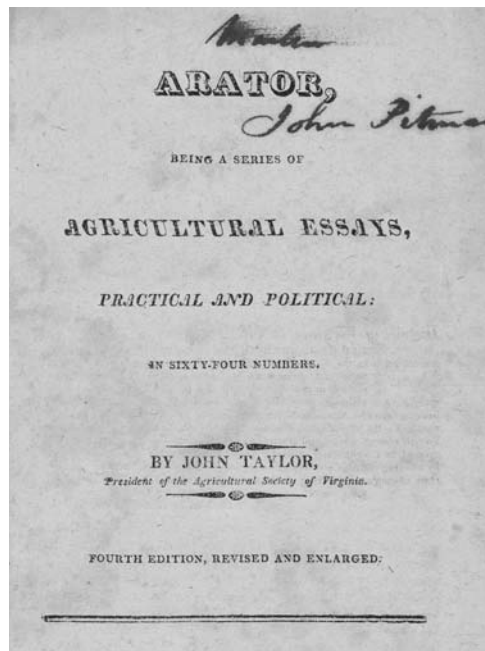 ARATOR,
John Pitman
BEING A SERIES OF
AGRICULTURAL ESSAYS,
PRACTICAL AND POLITICAL:
IN SIXTY-FOUR NUMBERS.
BY JOHN TAYLOR,
President of the Agricultural Society of Virginia.
FOURTH EDITION, REVISED AND ENLARGED.